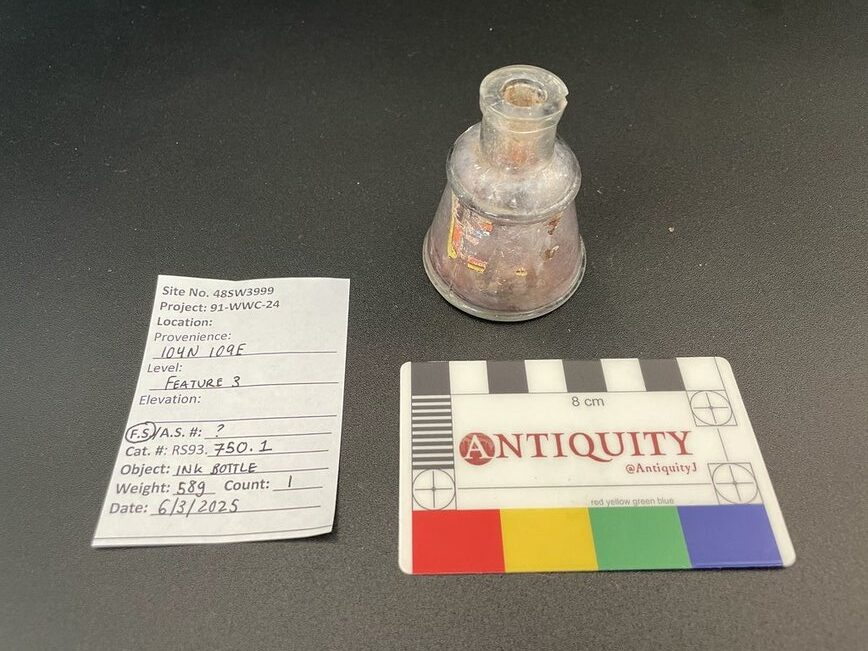 Site No. 48SW3999
Project: 91-WWC-24
Location:
Provenience:
104N 109E
Level:
FEATURE 3
Elevation:
F.S./A.S. #: ?
Cat. #: RS93. 750.1
Object: INK BOTTLE
Weight: 58g Count: 1
Date: 6/3/2025
8 cm
ANTIQUITY
@AntiquityJ
red yellow green blue